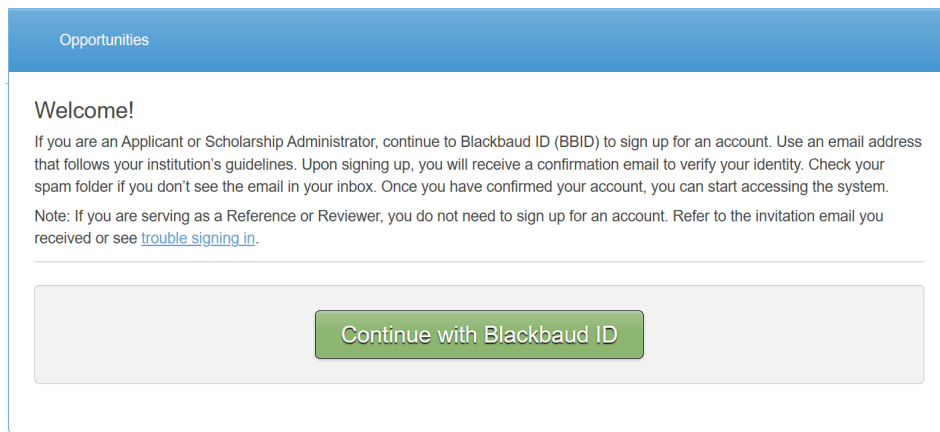 Opportunities
Welcome!
If you are an Applicant or Scholarship Administrator, continue to Blackbaud ID (BBID) to sign up for an account. Use an email address
that follows your institution’s guidelines. Upon signing up, you will receive a confirmation email to verify your identity. Check your
spam folder if you don’t see the email in your inbox. Once you have confirmed your account, you can start accessing the system.
Note: If you are serving as a Reference or Reviewer, you do not need to sign up for an account. Refer to the invitation email you
received or see trouble signing in.
Continue with Blackbaud ID